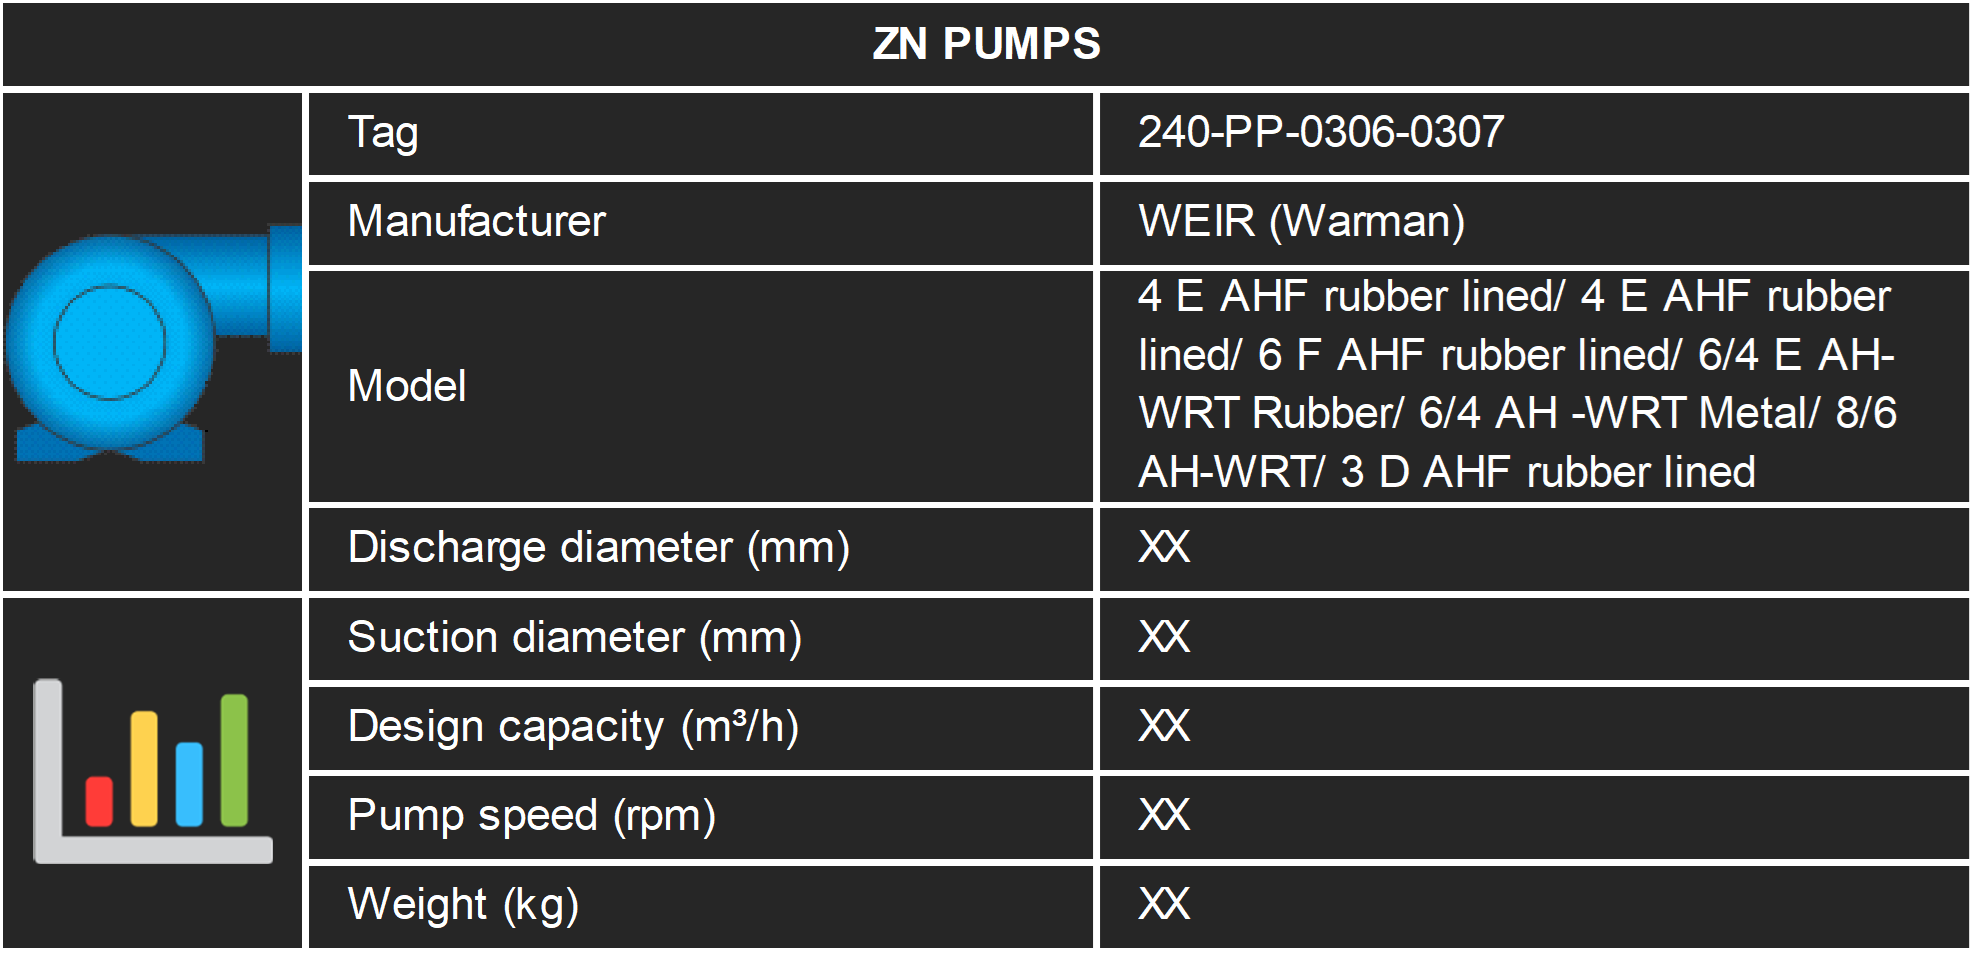 ZN PUMPS
Tag
240-PP-0306-0307
Manufacturer
WEIR (Warman)
Model
4 E AHF rubber lined/ 4 E AHF rubber
lined/ 6 F AHF rubber lined/ 6/4 E AH-
WRT Rubber/ 6/4 AH -WRT Metal/ 8/6
AH-WRT/ 3 D AHF rubber lined
Discharge diameter (mm)
XX
Suction diameter (mm)
XX
Design capacity (m³/h)
XX
Pump speed (rpm)
XX
Weight (kg)
XX